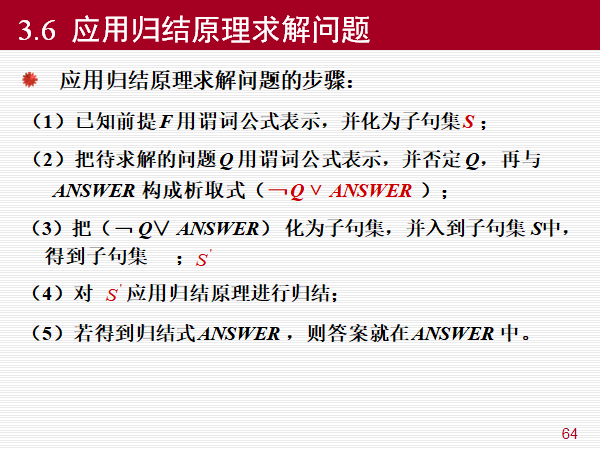 3.6 应用归结原理求解问题
应用归结原理求解问题的步骤：
（1）已知前提 F 用谓词公式表示，并化为子句集 S ；
（2）把待求解的问题 Q 用谓词公式表示，并否定 Q，再与
ANSWER 构成析取式（﹁ Q ∨ ANSWER ）；
（3）把（﹁ Q∨ ANSWER） 化为子句集，并入到子句集 S中，
得到子句集 ； S'
（4）对 S' 应用归结原理进行归结；
（5）若得到归结式 ANSWER ，则答案就在 ANSWER 中。
64